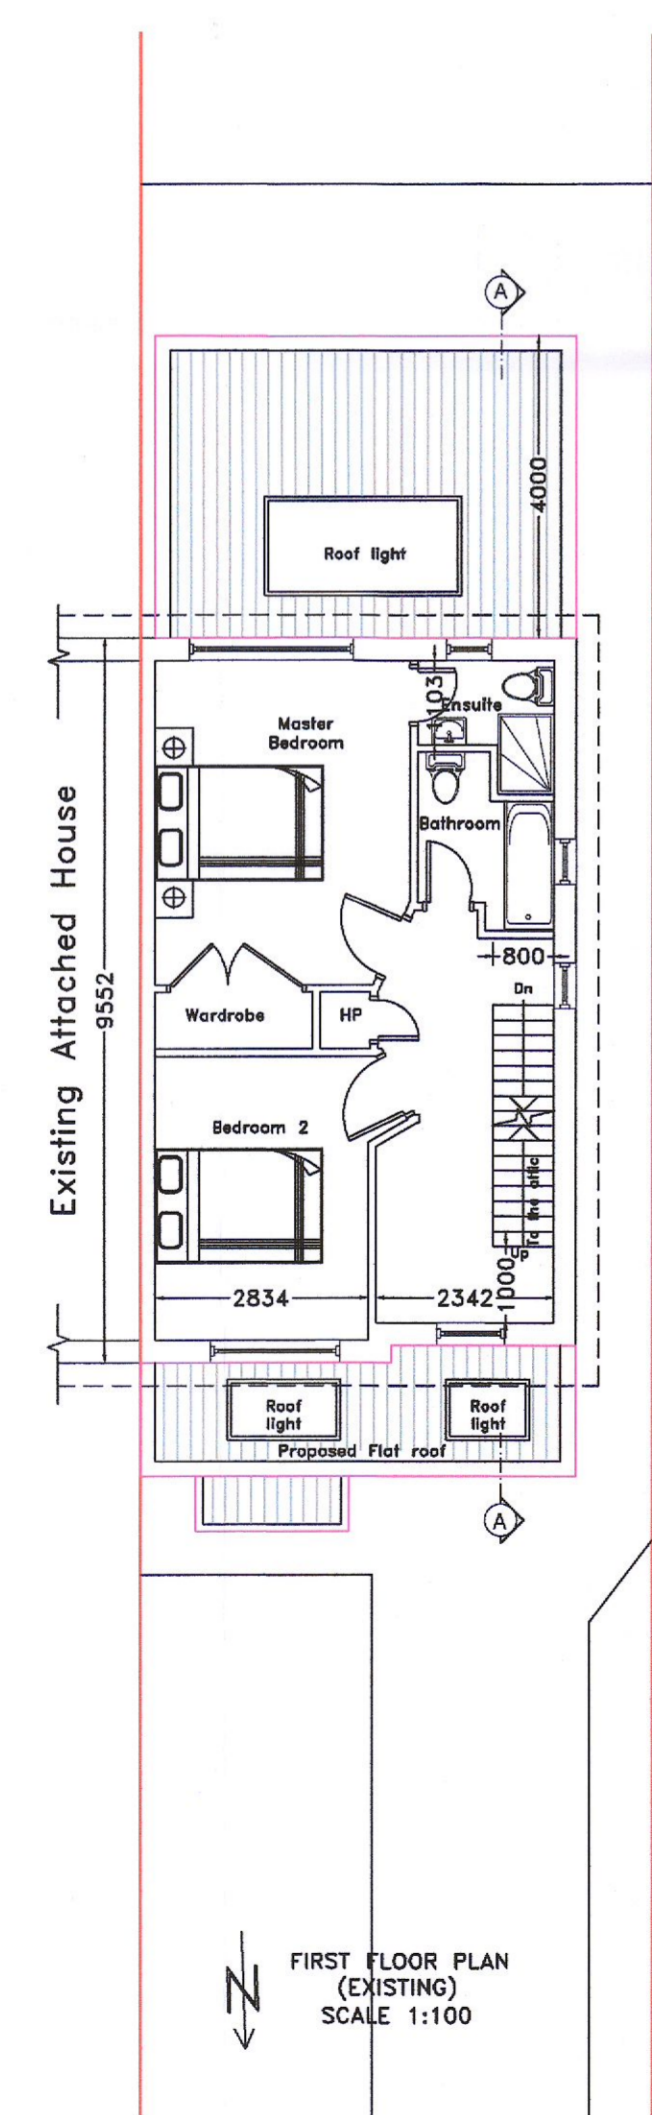 A
4000
Roof light
1103
Ensuite
Master
Bedroom
Bathroom
Existing Attached House
9552
800
Dn
Wardrobe
HP
Bedroom 2
To the attic
Up
1000
2834
2342
Roof
light
Roof
light
Proposed Flat roof
A
N
FIRST FLOOR PLAN
(EXISTING)
SCALE 1:100